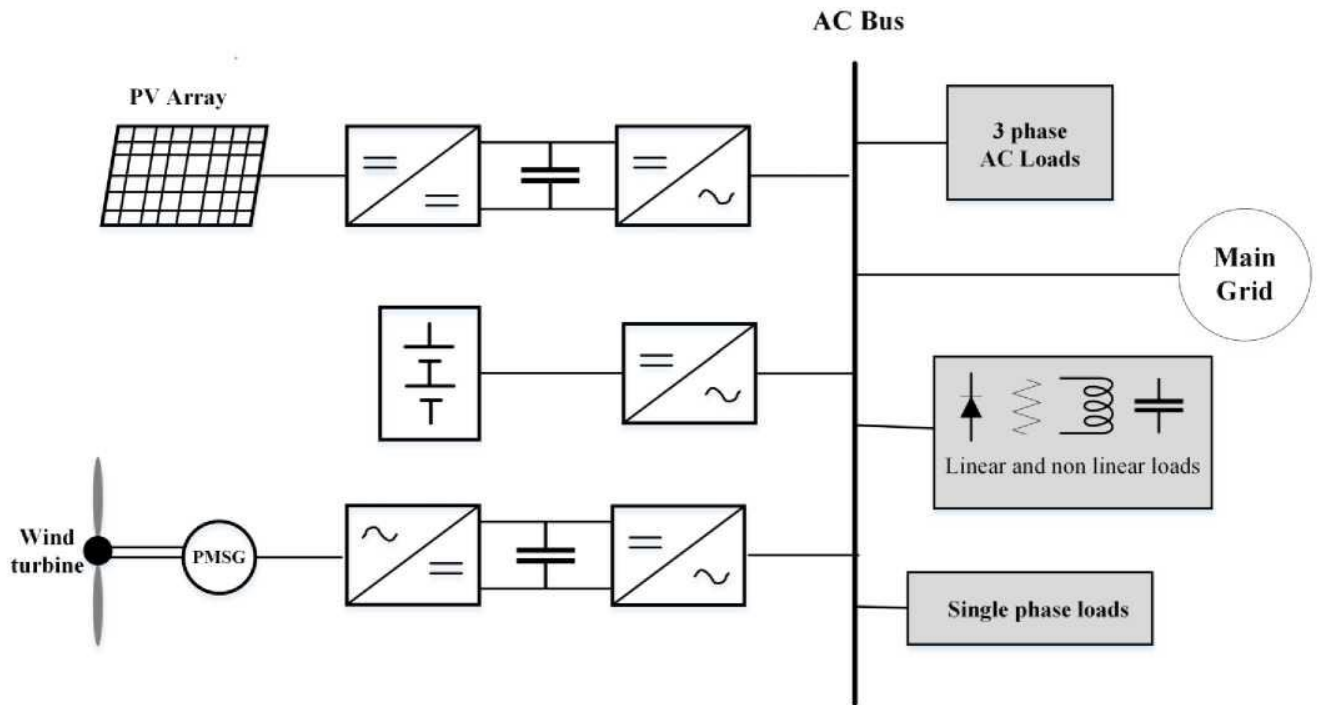 AC Bus
PV Array
3 phase
AC Loads
Main
Grid
Linear and non linear loads
Wind
turbine
PMSG
Single phase loads